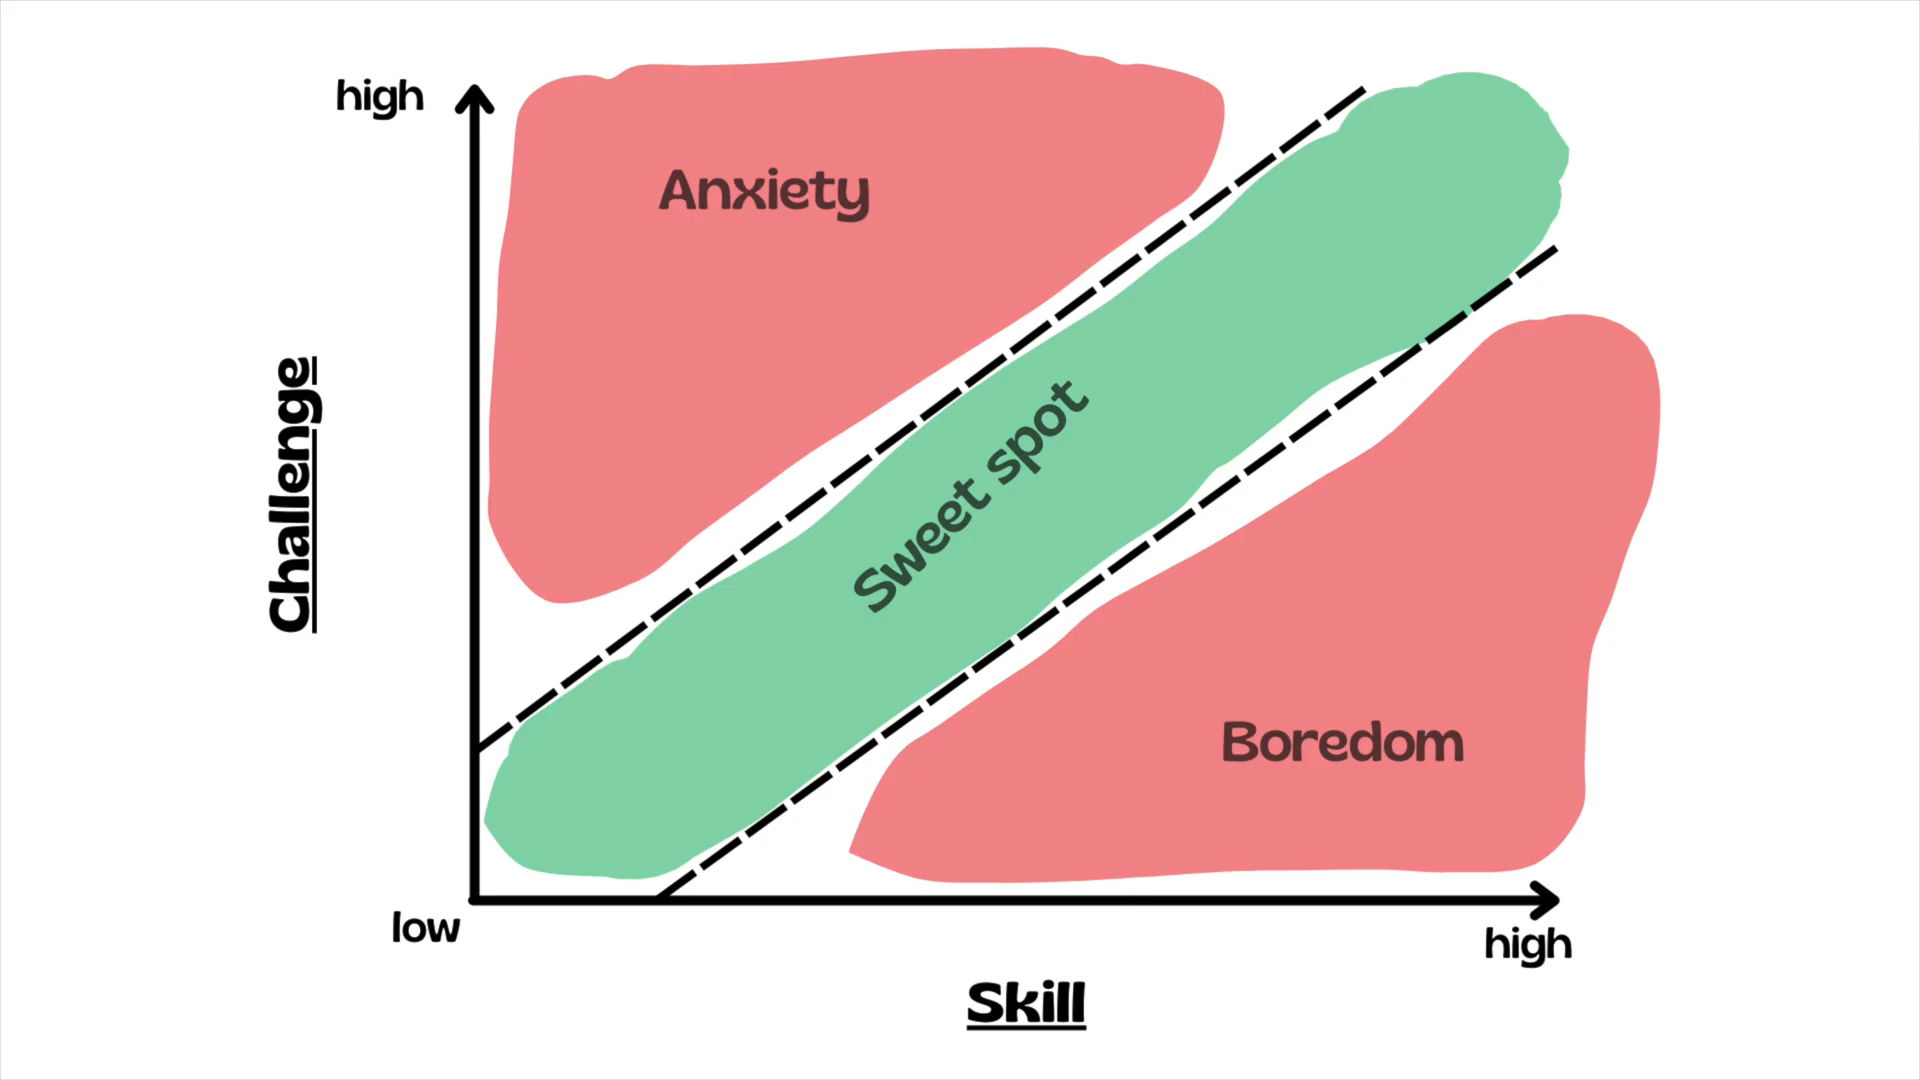 high
Anxiety
Challenge
Sweet spot
Boredom
low
high
Skill